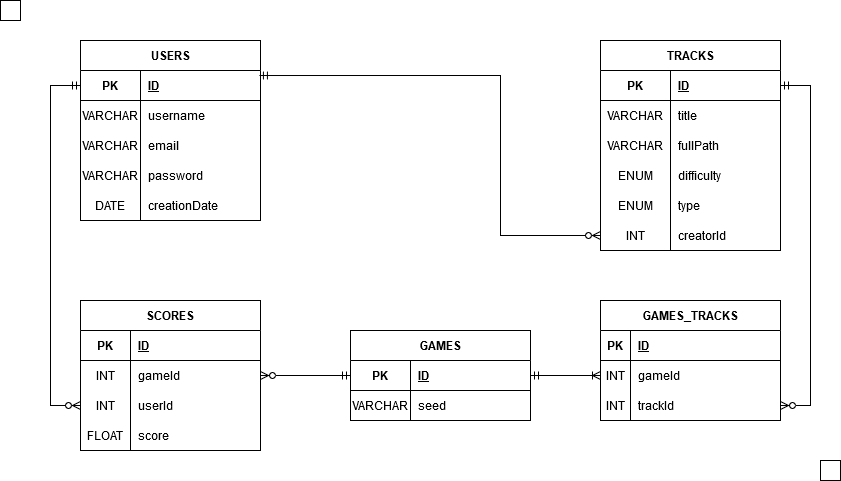 USERS
PK ID
VARCHAR username
VARCHAR email
VARCHAR password
DATE creationDate
TRACKS
PK ID
VARCHAR title
VARCHAR fullPath
ENUM difficulty
ENUM type
INT creatorId
SCORES
PK ID
INT gameId
INT userId
FLOAT score
GAMES
PK ID
VARCHAR seed
GAMES_TRACKS
PK ID
INT gameId
INT trackId